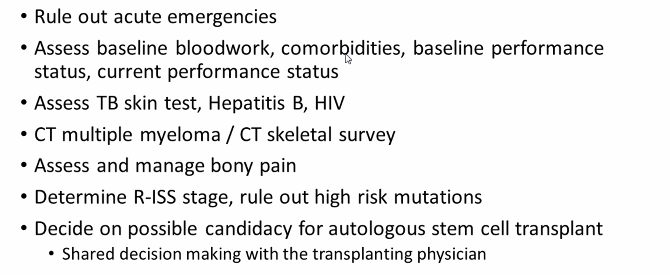 • Rule out acute emergencies
• Assess baseline bloodwork, comorbidities, baseline performance
status, current performance status
• Assess TB skin test, Hepatitis B, HIV
• CT multiple myeloma / CT skeletal survey
• Assess and manage bony pain
• Determine R-ISS stage, rule out high risk mutations
• Decide on possible candidacy for autologous stem cell transplant
• Shared decision making with the transplanting physician